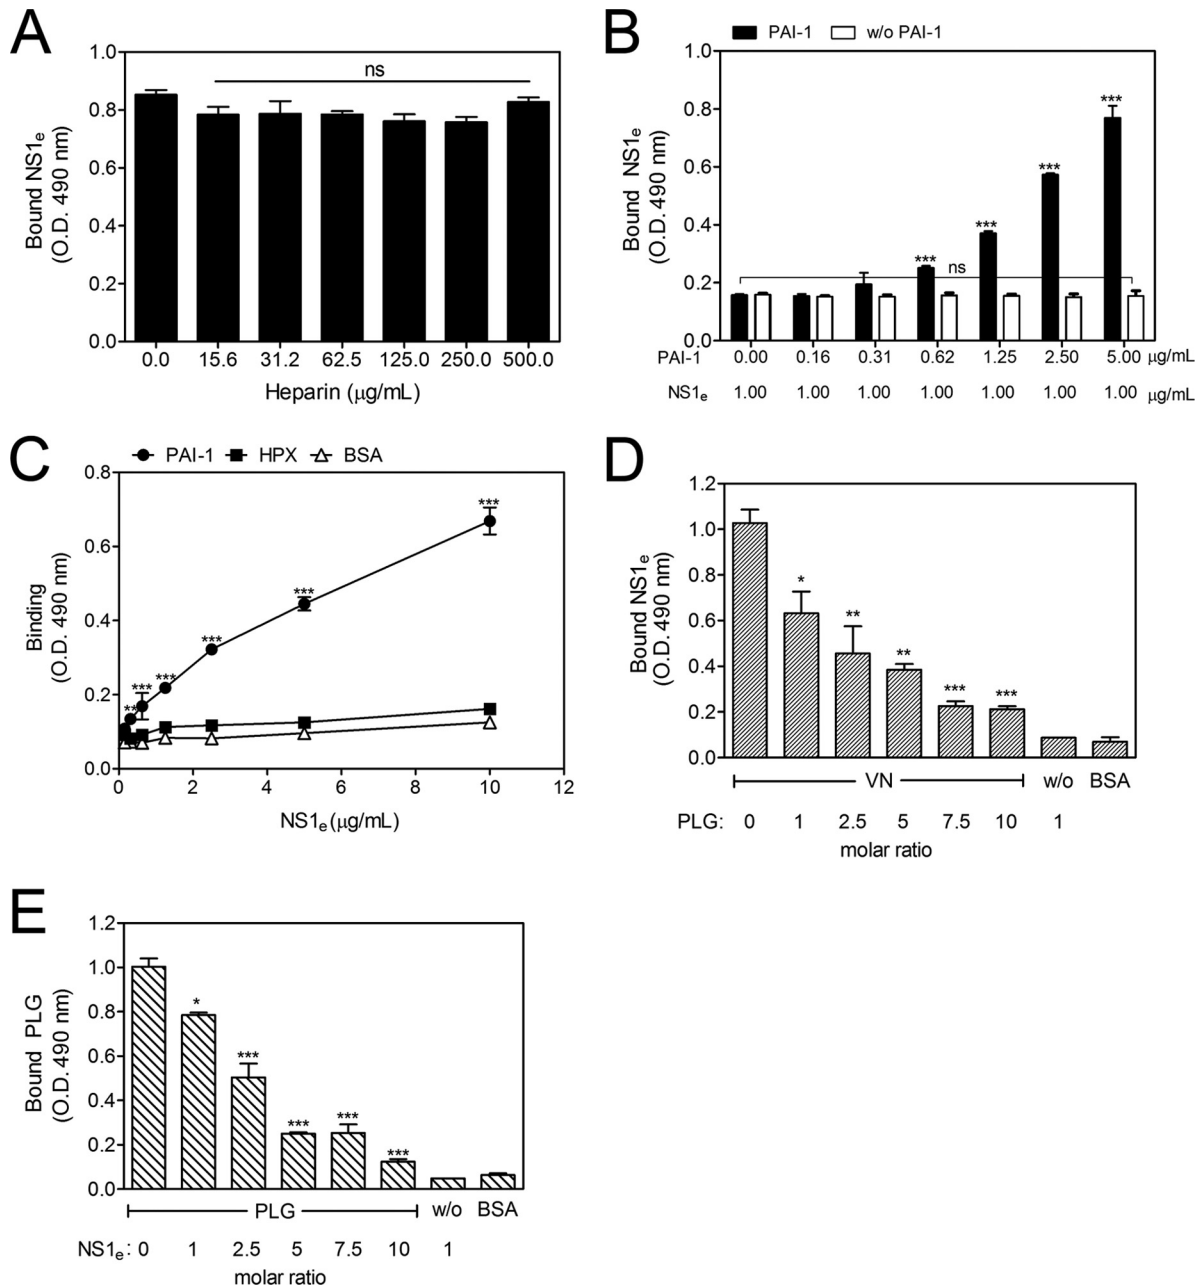 A
1.0
0.8
0.6
0.4
0.2
0.0
Bound NS1e
(O.D. 490 nm)
ns
0.0 15.6 31.2 62.5 125.0 250.0 500.0
Heparin (μg/mL)
B
PAI-1 w/o PAI-1
1.0
0.8
0.6
0.4
0.2
0.0
Bound NS1e
(O.D. 490 nm)
***
***
***
***
ns
PAI-1 0.00 0.16 0.31 0.62 1.25 2.50 5.00 μg/mL
NS1e 1.00 1.00 1.00 1.00 1.00 1.00 1.00 μg/mL
C
PAI-1 HPX BSA
0.8
0.6
0.4
0.2
0.0
Binding
(O.D. 490 nm)
** *** *** *** *** ***
0 2 4 6 8 10 12
NS1e (μg/mL)
D
1.2
1.0
0.8
0.6
0.4
0.2
0.0
Bound NS1e
(O.D. 490 nm)
* ** ** *** ***
VN w/o BSA
PLG: 0 1 2.5 5 7.5 10 1
molar ratio
E
1.2
1.0
0.8
0.6
0.4
0.2
0.0
Bound PLG
(O.D. 490 nm)
* *** *** *** ***
PLG w/o BSA
NS1e: 0 1 2.5 5 7.5 10 1
molar ratio